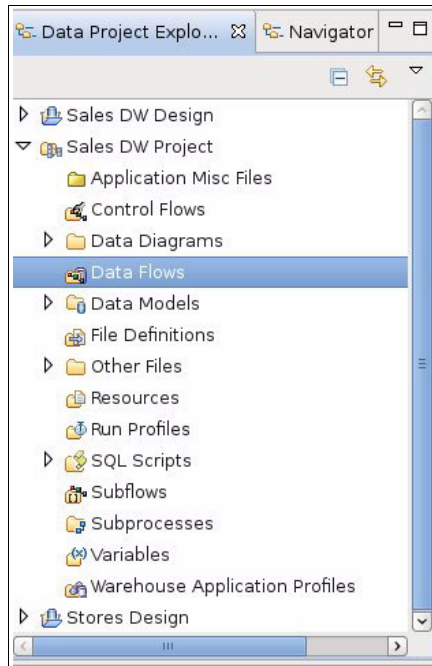 Data Project Explo... Navigator
Sales DW Design
Sales DW Project
Application Misc Files
Control Flows
Data Diagrams
Data Flows
Data Models
File Definitions
Other Files
Resources
Run Profiles
SQL Scripts
Subflows
Subprocesses
Variables
Warehouse Application Profiles
Stores Design